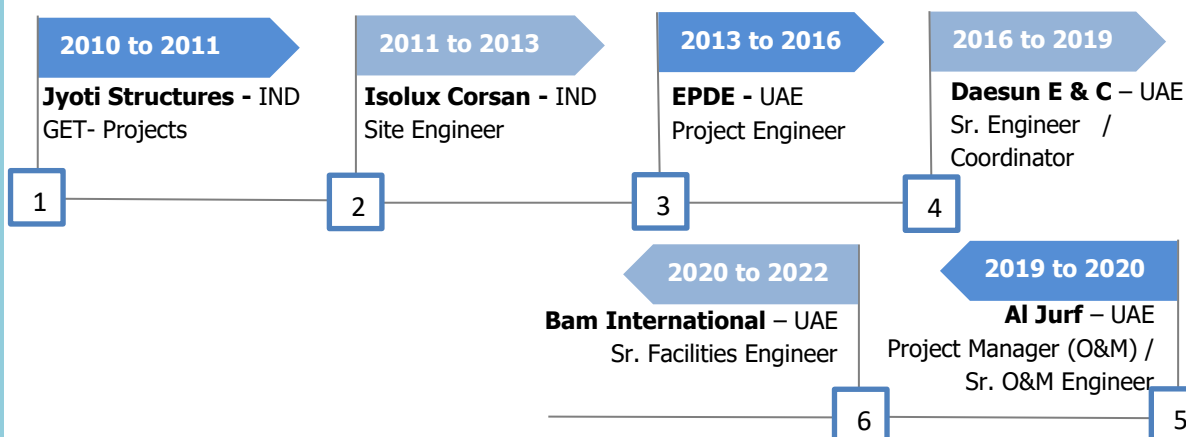 2010 to 2011
Jyoti Structures - IND
GET- Projects
1
2011 to 2013
Isolux Corsan - IND
Site Engineer
2
2013 to 2016
EPDE - UAE
Project Engineer
3
2016 to 2019
Daesun E & C – UAE
Sr. Engineer /
Coordinator
4
2019 to 2020
Al Jurf – UAE
Project Manager (O&M) /
Sr. O&M Engineer
5
2020 to 2022
Bam International – UAE
Sr. Facilities Engineer
6